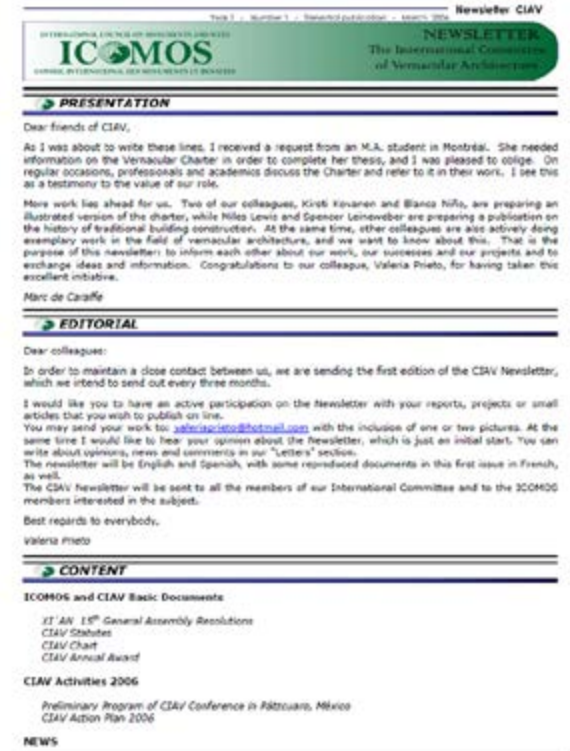 Newsletter CIAV
Year 1 - Number 1 - Bimestral publication - March 2006
INTERNATIONAL COUNCIL ON MONUMENTS AND SITES
ICOMOS
CONSEIL INTERNATIONAL DES MONUMENTS ET DES SITES
NEWSLETTER
The International Committee
of Vernacular Architecture
PRESENTATION
Dear friends of CIAV,
As I was about to write these lines, I received a request from an M.A. student in Montréal. She needed
information on the Vernacular Charter in order to complete her thesis, and I was pleased to oblige. On
regular occasions, professionals and academics discuss the Charter and refer to it in their work. I see this
as a testimony to the value of our role.
More work lies ahead for us. Two of our colleagues, Kirsti Kovanen and Blanca Niño, are preparing an
illustrated version of the charter, while Miles Lewis and Spencer Leineweber are preparing a publication on
the history of traditional building construction. At the same time, other colleagues are also actively doing
exemplary work in the field of vernacular architecture, and we want to know about this. That is the
purpose of this newsletter: to inform each other about our work, our successes and our projects and to
exchange ideas and information. Congratulations to our colleague, Valeria Prieto, for having taken this
excellent initiative.
Marc de Caraffe
EDITORIAL
Dear colleagues:
In order to maintain a close contact between us, we are sending the first edition of the CIAV Newsletter,
which we intend to send out every three months.
I would like you to have an active participation on the Newsletter with your reports, projects or small
articles that you wish to publish on line.
You may send your work to: valeriaprieto@hotmail.com with the inclusion of one or two pictures. At the
same time I would like to hear your opinion about the Newsletter, which is just an initial start. You can
write about opinions, news and comments in our "Letters" section.
The newsletter will be English and Spanish, with some reproduced documents in this first issue in French,
as well.
The CIAV Newsletter will be sent to all the members of our International Committee and to the ICOMOS
members interested in the subject.
Best regards to everybody,
Valeria Prieto
CONTENT
ICOMOS and CIAV Basic Documents
XI´AN 15th General Assembly Resolutions
CIAV Statutes
CIAV Chart
CIAV Annual Award
CIAV Activities 2006
Preliminary Program of CIAV Conference in Pátzcuaro, México
CIAV Action Plan 2006
NEWS